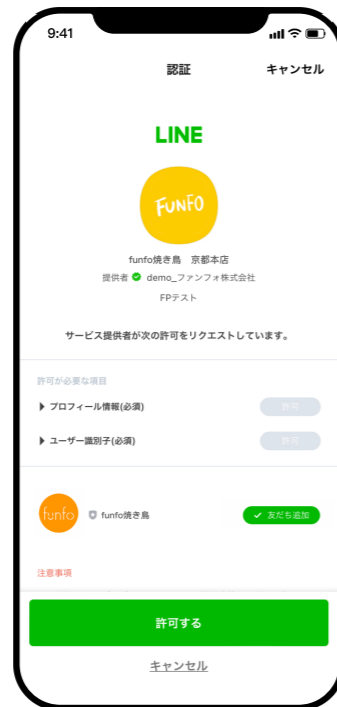 9:41
認証 キャンセル
LINE
FUNFO
funfo焼き鳥 京都本店
提供者 demo_ファンフォ株式会社
FPテスト
サービス提供者が次の許可をリクエストしています。
許可が必要な項目
プロフィール情報(必須) 許可
ユーザー識別子(必須) 許可
funfo funfo焼き鳥 友だち追加
注意事項
許可する
キャンセル